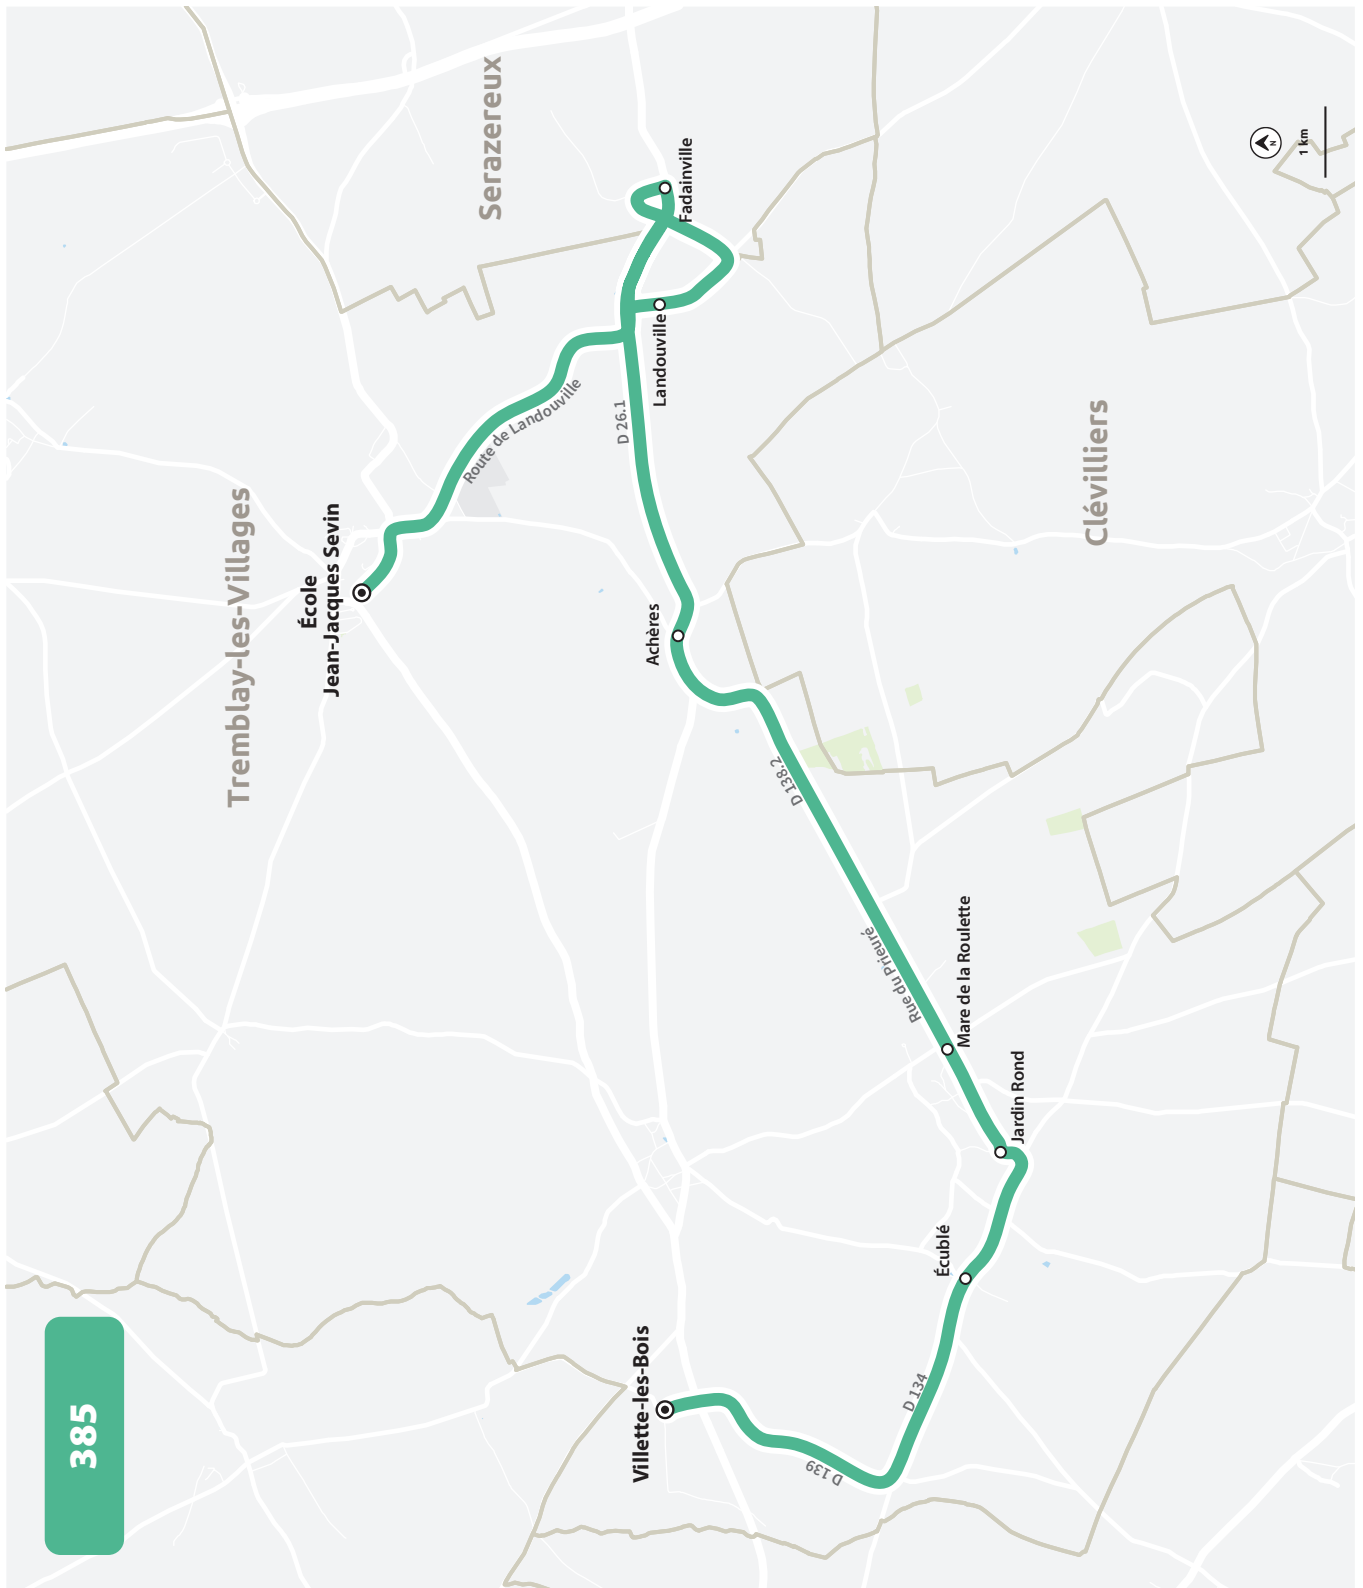 385
Tremblay-les-Villages
École
Jean-Jacques Sevin
Serazereux
Route de Landouville
D 26.1
Landouville
Fadainville
Achères
D 138.2
Rue du Prieuré
Mare de la Roulette
Jardin Rond
Écublé
D 134
D 139
Villette-les-Bois
Clévilliers
N
1 km